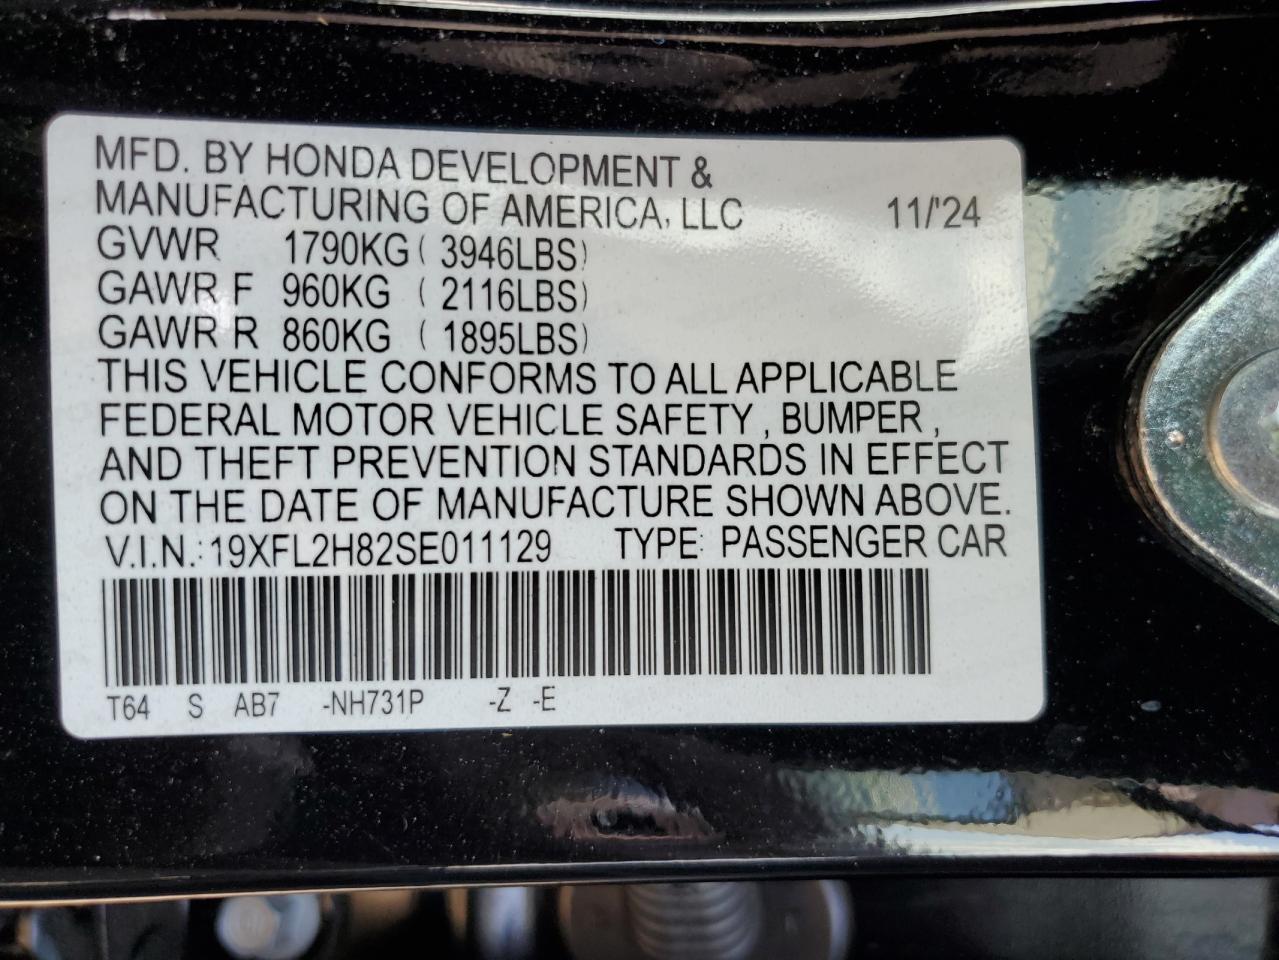 MFD. BY HONDA DEVELOPMENT &
MANUFACTURING OF AMERICA, LLC 11/'24
GVWR 1790KG ( 3946LBS)
GAWR F 960KG ( 2116LBS)
GAWR R 860KG ( 1895LBS)
THIS VEHICLE CONFORMS TO ALL APPLICABLE
FEDERAL MOTOR VEHICLE SAFETY , BUMPER ,
AND THEFT PREVENTION STANDARDS IN EFFECT
ON THE DATE OF MANUFACTURE SHOWN ABOVE.
V.I.N.: 19XFL2H82SE011129 TYPE: PASSENGER CAR
T64 S AB7 -NH731P -Z -E